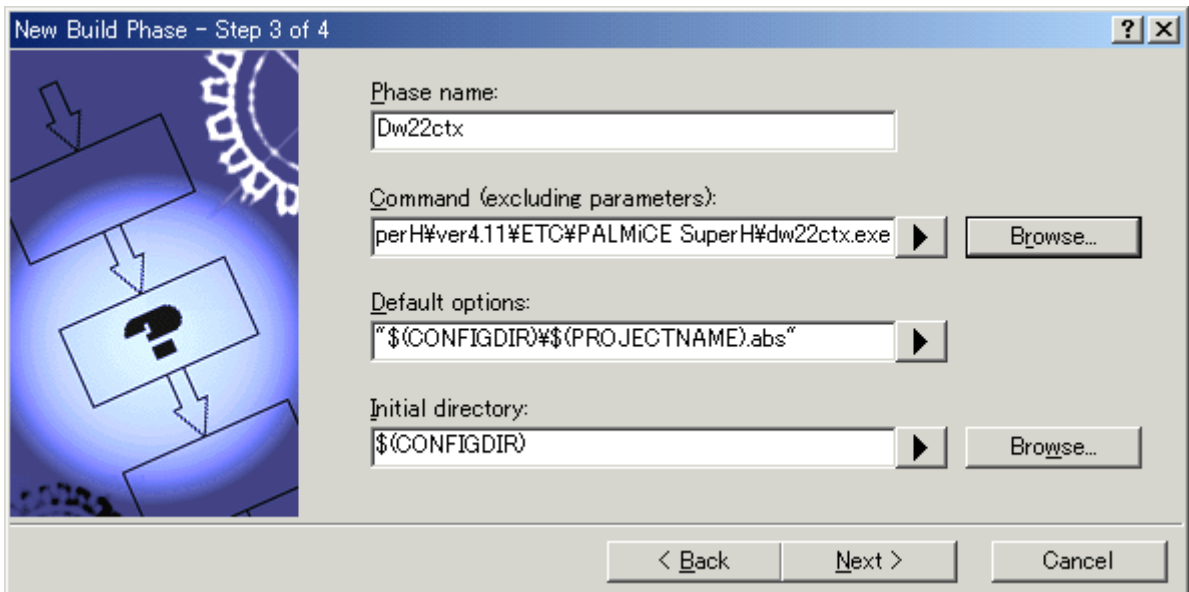 New Build Phase - Step 3 of 4
Phase name:
Dw22ctx
Command (excluding parameters):
perH¥ver4.11¥ETC¥PALMiCE SuperH¥dw22ctx.exe
Browse...
Default options:
"$(CONFIGDIR)¥$(PROJECTNAME).abs"
Initial directory:
$(CONFIGDIR)
Browse...
< Back
Next >
Cancel